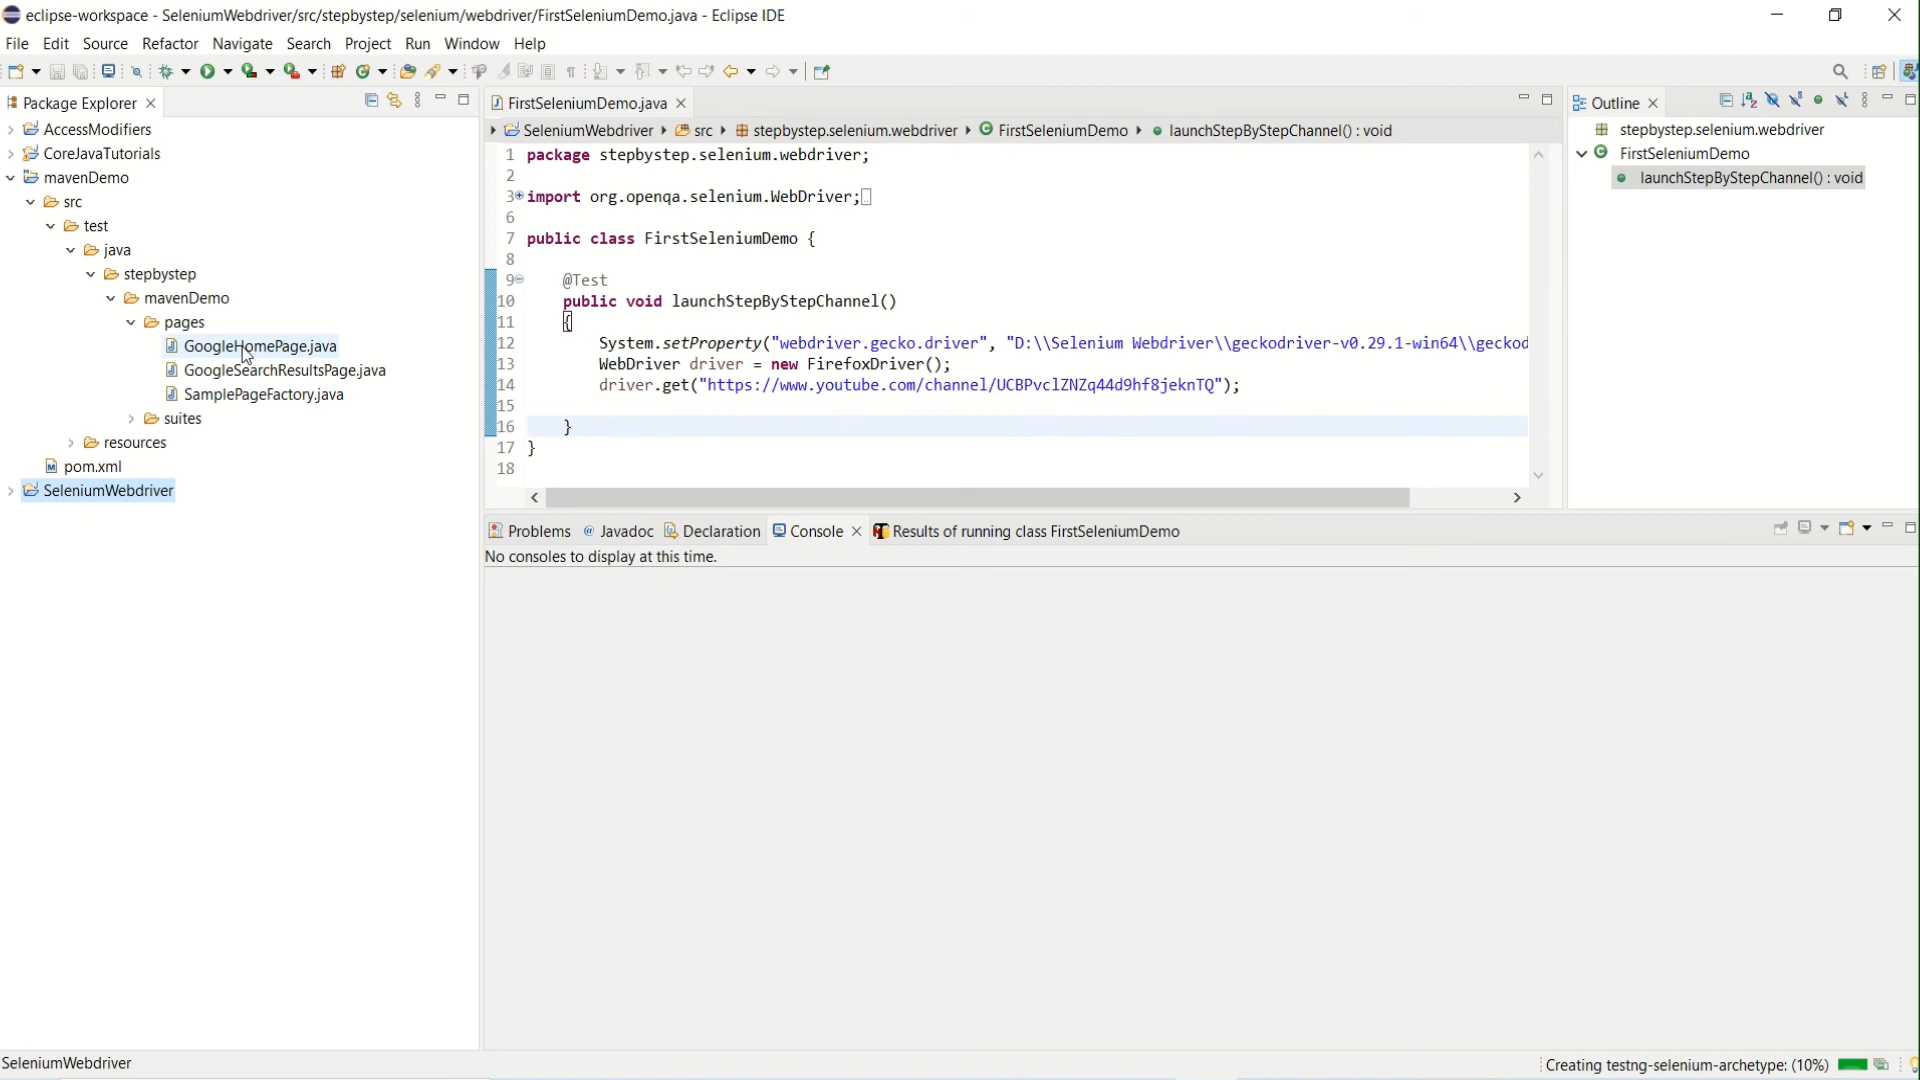 eclipse-workspace - SeleniumWebdriver/src/stepbystep/selenium/webdriver/FirstSeleniumDemo.java - Eclipse IDE
File Edit Source Refactor Navigate Search Project Run Window Help
Package Explorer
AccessModifiers
CoreJavaTutorials
mavenDemo
src
test
java
stepbystep
mavenDemo
pages
GoogleHomePage.java
GoogleSearchResultsPage.java
SamplePageFactory.java
suites
resources
pom.xml
SeleniumWebdriver
FirstSeleniumDemo.java
SeleniumWebdriver src stepbystep.selenium.webdriver FirstSeleniumDemo launchStepByStepChannel() : void
1 package stepbystep.selenium.webdriver;
2
3 import org.openqa.selenium.WebDriver;
6
7 public class FirstSeleniumDemo {
8
9 @Test
10 public void launchStepByStepChannel()
11 {
12 System.setProperty("webdriver.gecko.driver", "D:\\Selenium Webdriver\\geckodriver-v0.29.1-win64\\geckod
13 WebDriver driver = new FirefoxDriver();
14 driver.get("https://www.youtube.com/channel/UCBPvclZNZq44d9hf8jeknTQ");
15
16 }
17 }
18
Outline
stepbystep.selenium.webdriver
FirstSeleniumDemo
launchStepByStepChannel() : void
Problems Javadoc Declaration Console Results of running class FirstSeleniumDemo
No consoles to display at this time.
SeleniumWebdriver
Creating testng-selenium-archetype: (10%)